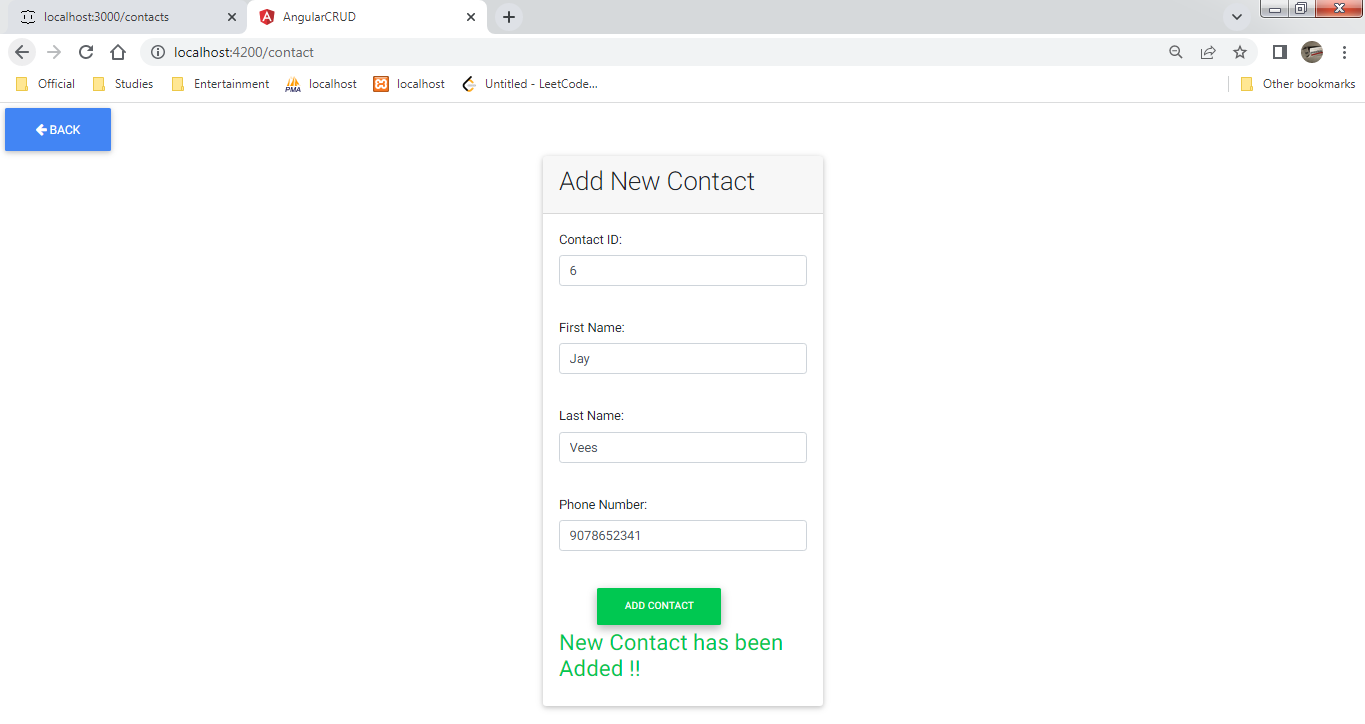 localhost:3000/contacts
AngularCRUD
localhost:4200/contact
Official Studies Entertainment PMA localhost localhost Untitled - LeetCode... Other bookmarks
BACK
Add New Contact
Contact ID:
6
First Name:
Jay
Last Name:
Vees
Phone Number:
9078652341
ADD CONTACT
New Contact has been
Added !!